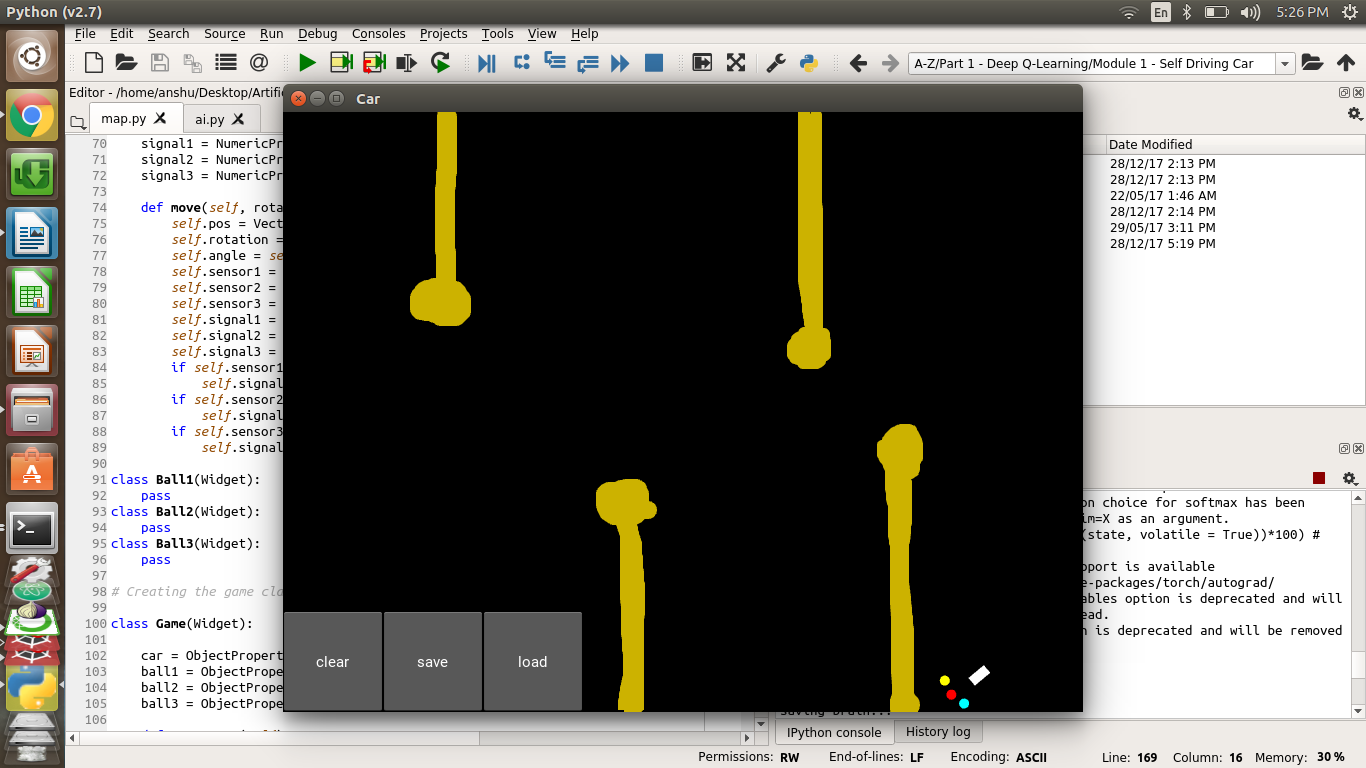 Python (v2.7)
En
5:26 PM
File Edit Search Source Run Debug Consoles Projects Tools View Help
A-Z/Part 1 - Deep Q-Learning/Module 1 - Self Driving Car
Editor - /home/anshu/Desktop/Artifi
Car
map.py
ai.py
Date Modified
70 signal1 = NumericPr
71 signal2 = NumericPr
72 signal3 = NumericPr
73
74 def move(self, rota
75 self.pos = Vect
76 self.rotation =
77 self.angle = se
78 self.sensor1 =
79 self.sensor2 =
80 self.sensor3 =
81 self.signal1 =
82 self.signal2 =
83 self.signal3 =
84 if self.sensor1
85 self.signal
86 if self.sensor2
87 self.signal
88 if self.sensor3
89 self.signal
90
91 class Ball1(Widget):
92 pass
93 class Ball2(Widget):
94 pass
95 class Ball3(Widget):
96 pass
97
98 # Creating the game cla
99
100 class Game(Widget):
101
102 car = ObjectPropert
103 ball1 = ObjectPrope
104 ball2 = ObjectPrope
105 ball3 = ObjectPrope
106
28/12/17 2:13 PM
28/12/17 2:13 PM
22/05/17 1:46 AM
28/12/17 2:14 PM
29/05/17 3:11 PM
28/12/17 5:19 PM
on choice for softmax has been
im=X as an argument.
(state, volatile = True))*100) #
pport is available
e-packages/torch/autograd/
ables option is deprecated and will
ead.
n is deprecated and will be removed
saving brain...
clear
save
load
IPython console
History log
Permissions: RW
End-of-lines: LF
Encoding: ASCII
Line: 169
Column: 16
Memory: 30 %